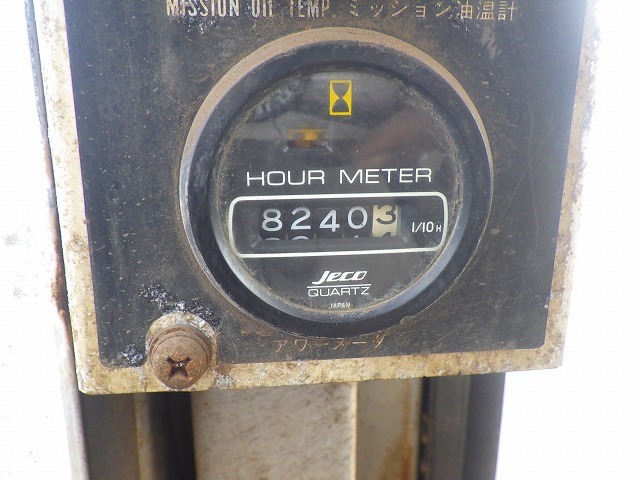 MISSION OIL TEMP. ミッション油温計
HOUR METER
82403 1/10H
Jeco
QUARTZ
JAPAN
アワーメータ